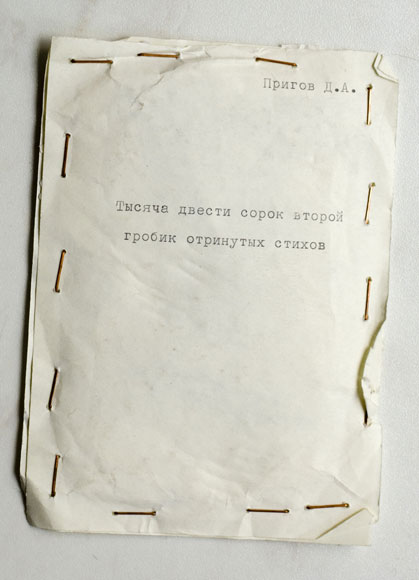 Пригов Д.А.
Тысяча двести сорок второй
гробик отринутых стихов